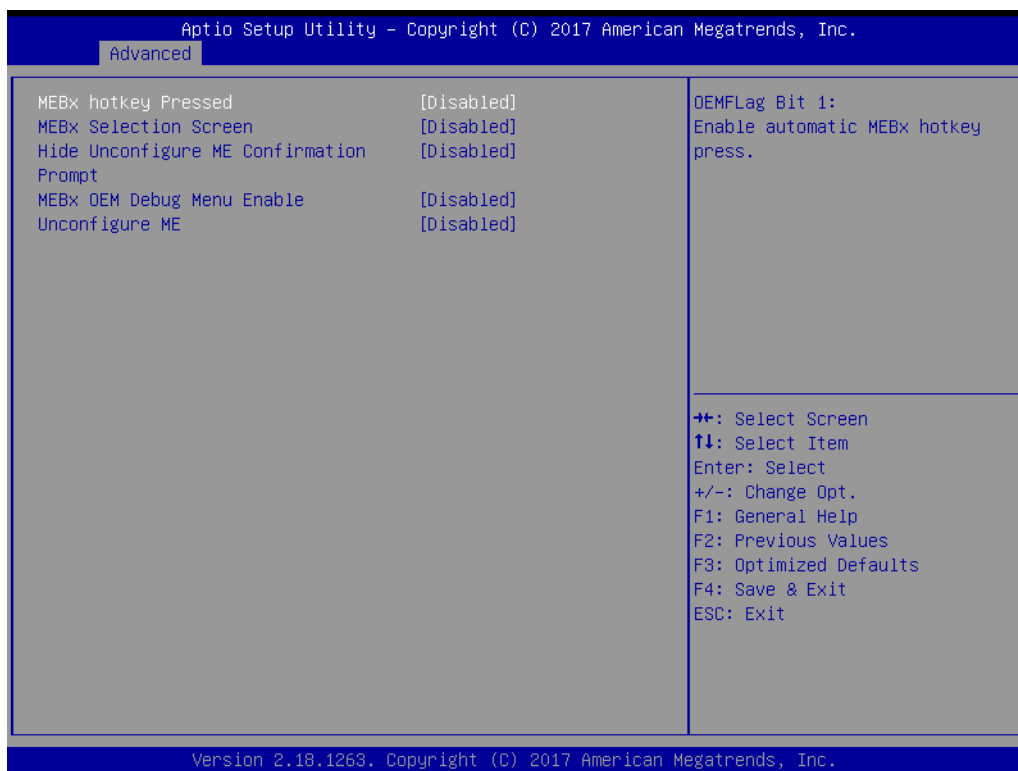 Aptio Setup Utility – Copyright (C) 2017 American Megatrends, Inc.
Advanced
MEBx hotkey Pressed [Disabled]
MEBx Selection Screen [Disabled]
Hide Unconfigure ME Confirmation [Disabled]
Prompt
MEBx OEM Debug Menu Enable [Disabled]
Unconfigure ME [Disabled]
OEMFLag Bit 1:
Enable automatic MEBx hotkey
press.
→←: Select Screen
↑↓: Select Item
Enter: Select
+/-: Change Opt.
F1: General Help
F2: Previous Values
F3: Optimized Defaults
F4: Save & Exit
ESC: Exit
Version 2.18.1263. Copyright (C) 2017 American Megatrends, Inc.